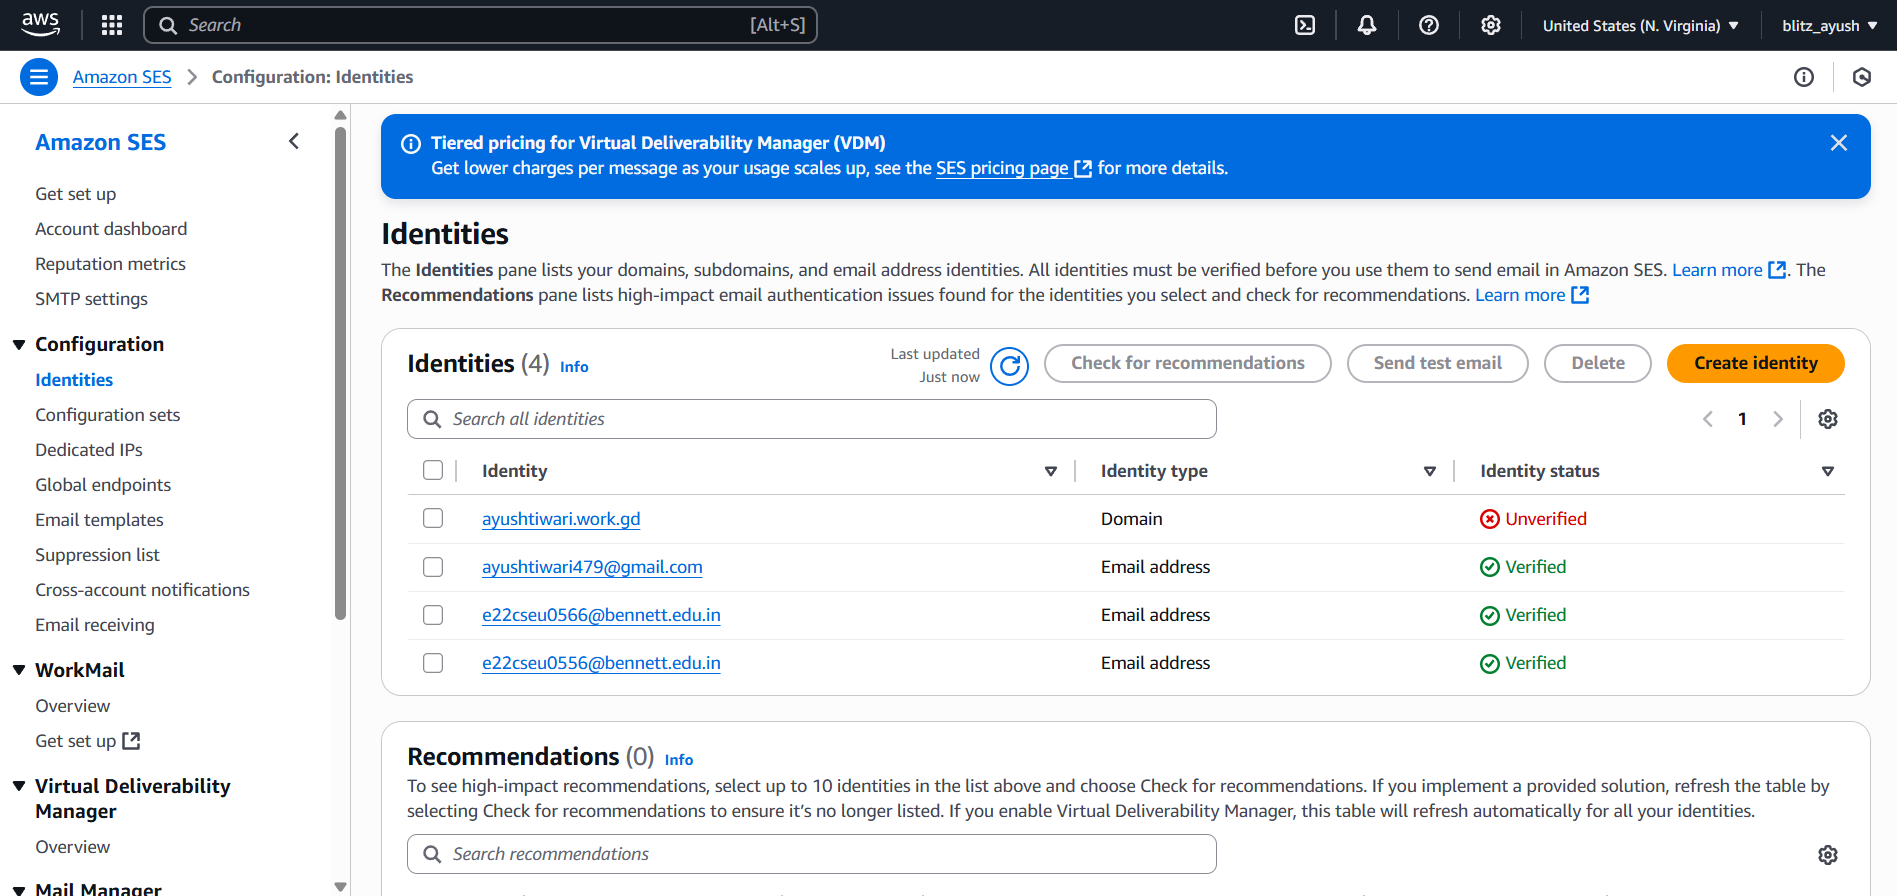 aws
Search
[Alt+S]
United States (N. Virginia)
blitz_ayush
Amazon SES
Configuration: Identities
Amazon SES
Get set up
Account dashboard
Reputation metrics
SMTP settings
Configuration
Identities
Configuration sets
Dedicated IPs
Global endpoints
Email templates
Suppression list
Cross-account notifications
Email receiving
WorkMail
Overview
Get set up
Virtual Deliverability
Manager
Overview
Mail Manager
Tiered pricing for Virtual Deliverability Manager (VDM)
Get lower charges per message as your usage scales up, see the SES pricing page for more details.
Identities
The Identities pane lists your domains, subdomains, and email address identities. All identities must be verified before you use them to send email in Amazon SES. Learn more. The
Recommendations pane lists high-impact email authentication issues found for the identities you select and check for recommendations. Learn more
Identities (4) Info
Last updated
Just now
Check for recommendations
Send test email
Delete
Create identity
Search all identities
1
Identity Identity type Identity status
ayushtiwari.work.gd Domain Unverified
ayushtiwari479@gmail.com Email address Verified
e22cseu0566@bennett.edu.in Email address Verified
e22cseu0556@bennett.edu.in Email address Verified
Recommendations (0) Info
To see high-impact recommendations, select up to 10 identities in the list above and choose Check for recommendations. If you implement a provided solution, refresh the table by
selecting Check for recommendations to ensure it's no longer listed. If you enable Virtual Deliverability Manager, this table will refresh automatically for all your identities.
Search recommendations